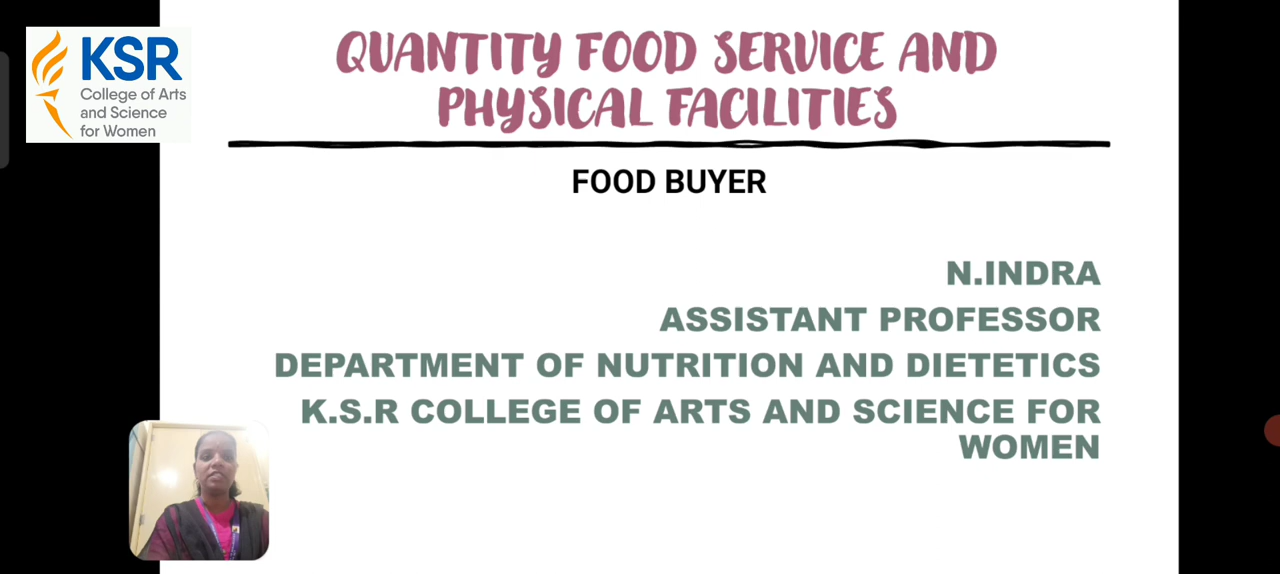 KSR
College of Arts
and Science
for Women
QUANTITY FOOD SERVICE AND
PHYSICAL FACILITIES
FOOD BUYER
N.INDRA
ASSISTANT PROFESSOR
DEPARTMENT OF NUTRITION AND DIETETICS
K.S.R COLLEGE OF ARTS AND SCIENCE FOR
WOMEN